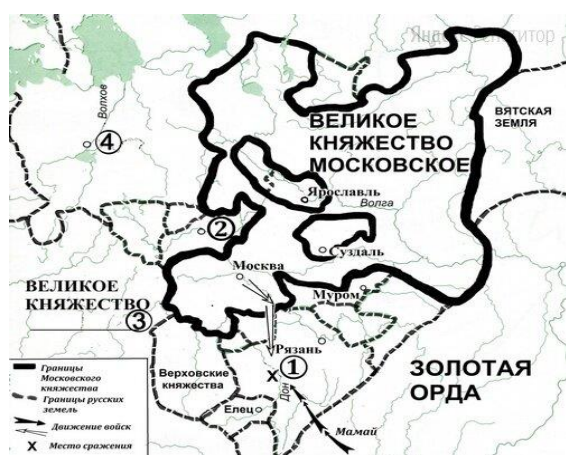 Волхов
④
ВЯТСКАЯ
ЗЕМЛЯ
ВЕЛИКОЕ
КНЯЖЕСТВО
МОСКОВСКОЕ
Ярославль
Волга
②
Суздаль
Москва
ВЕЛИКОЕ
КНЯЖЕСТВО
③
Муром
Рязань
①
X
Верховские
княжества
Дон
Елец
Мамай
ЗОЛОТАЯ
ОРДА
Границы
Московского
княжества
Границы русских
земель
Движение войск
X Место сражения